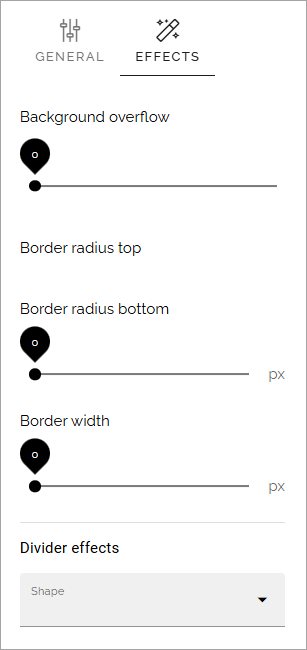 GENERAL EFFECTS
Background overflow
0
Border radius top
Border radius bottom
0
px
Border width
0
px
Divider effects
Shape